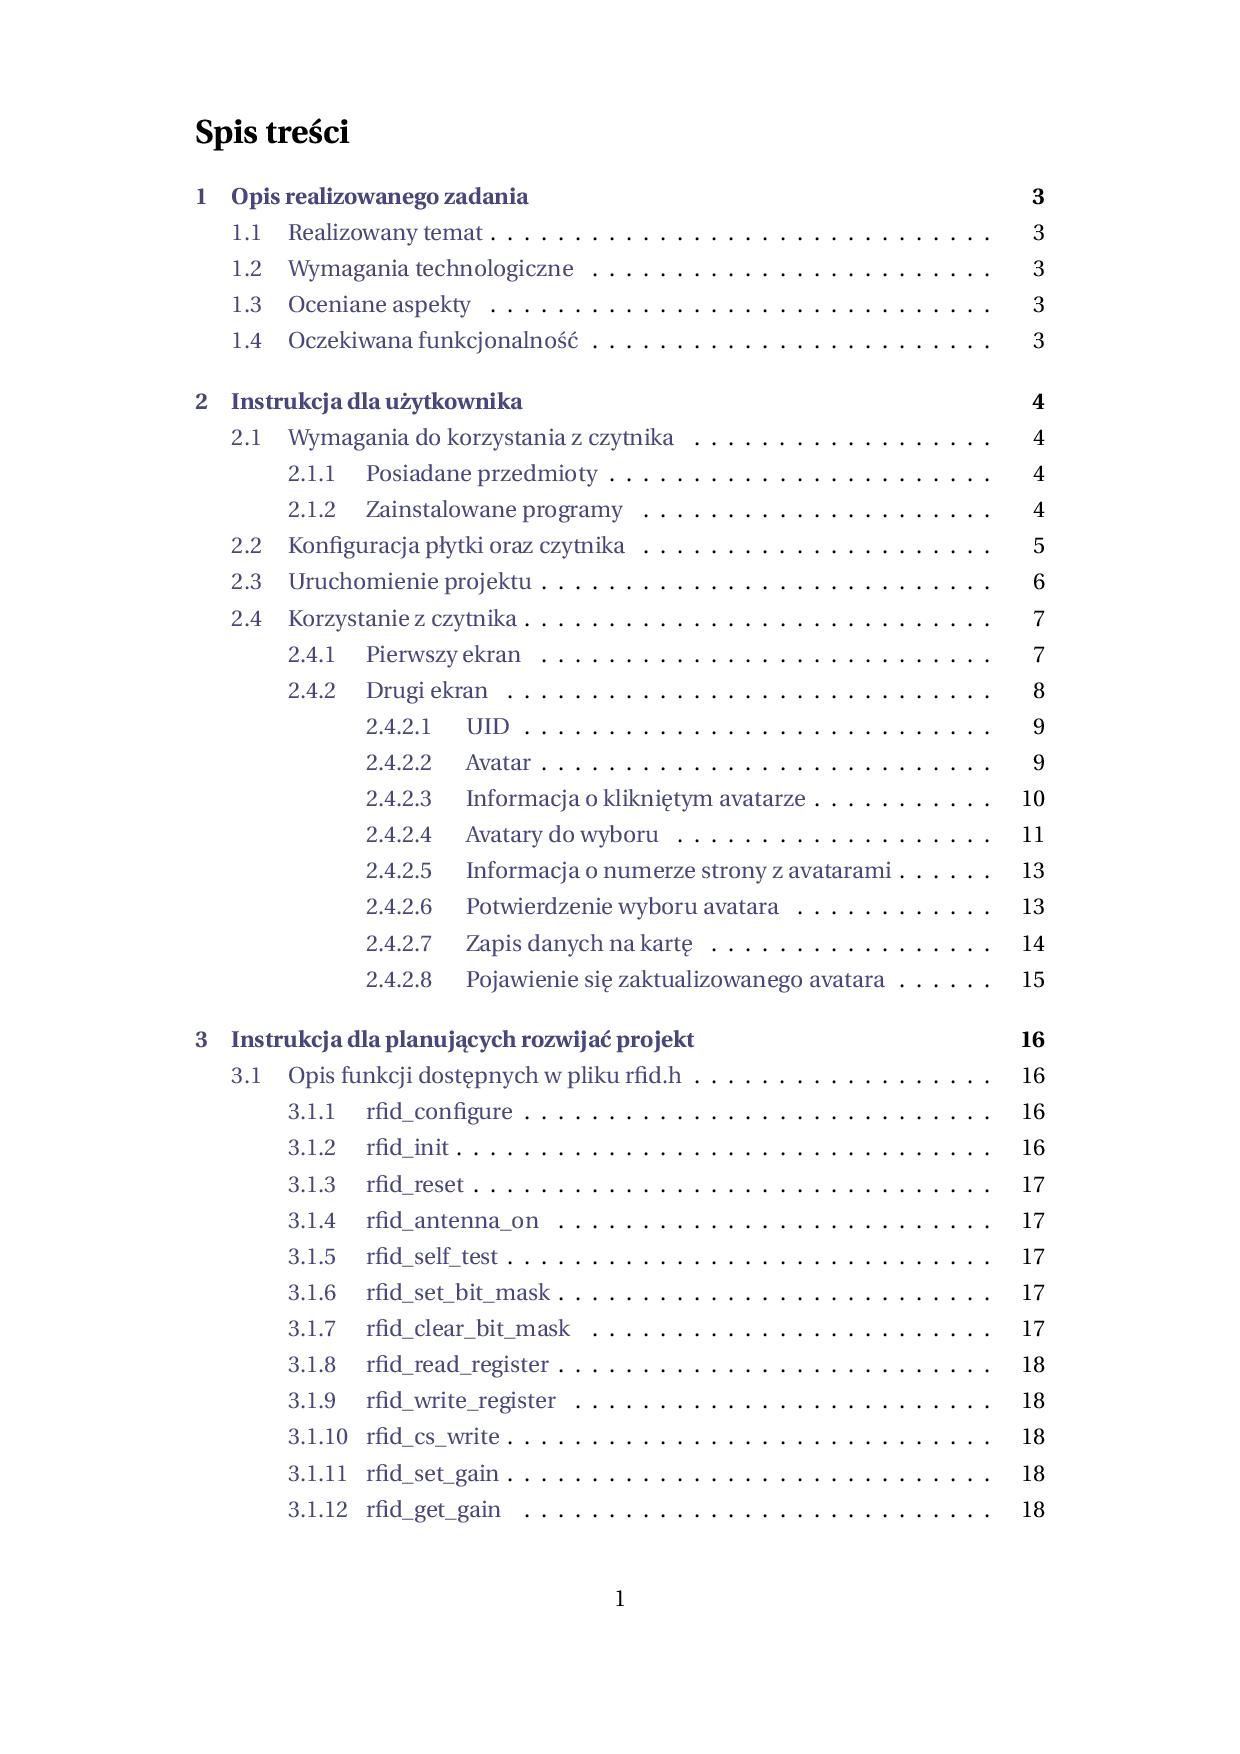 Spis treści
1 Opis realizowanego zadania 3
1.1 Realizowany temat . . . . . . . . . . . . . . . . . . . . . . . . . . . . . . 3
1.2 Wymagania technologiczne . . . . . . . . . . . . . . . . . . . . . . . . 3
1.3 Oceniane aspekty . . . . . . . . . . . . . . . . . . . . . . . . . . . . . . 3
1.4 Oczekiwana funkcjonalność . . . . . . . . . . . . . . . . . . . . . . . . 3
2 Instrukcja dla użytkownika 4
2.1 Wymagania do korzystania z czytnika . . . . . . . . . . . . . . . . . . 4
2.1.1 Posiadane przedmioty . . . . . . . . . . . . . . . . . . . . . . . 4
2.1.2 Zainstalowane programy . . . . . . . . . . . . . . . . . . . . . 4
2.2 Konfiguracja płytki oraz czytnika . . . . . . . . . . . . . . . . . . . . . 5
2.3 Uruchomienie projektu . . . . . . . . . . . . . . . . . . . . . . . . . . . 6
2.4 Korzystanie z czytnika . . . . . . . . . . . . . . . . . . . . . . . . . . . . 7
2.4.1 Pierwszy ekran . . . . . . . . . . . . . . . . . . . . . . . . . . . 7
2.4.2 Drugi ekran . . . . . . . . . . . . . . . . . . . . . . . . . . . . . 8
2.4.2.1 UID . . . . . . . . . . . . . . . . . . . . . . . . . . . . 9
2.4.2.2 Avatar . . . . . . . . . . . . . . . . . . . . . . . . . . . 9
2.4.2.3 Informacja o klikniętym avatarze . . . . . . . . . . . 10
2.4.2.4 Avatary do wyboru . . . . . . . . . . . . . . . . . . . 11
2.4.2.5 Informacja o numerze strony z avatarami . . . . . . 13
2.4.2.6 Potwierdzenie wyboru avatara . . . . . . . . . . . . 13
2.4.2.7 Zapis danych na kartę . . . . . . . . . . . . . . . . . 14
2.4.2.8 Pojawienie się zaktualizowanego avatara . . . . . . 15
3 Instrukcja dla planujących rozwijać projekt 16
3.1 Opis funkcji dostępnych w pliku rfid.h . . . . . . . . . . . . . . . . . . 16
3.1.1 rfid_configure . . . . . . . . . . . . . . . . . . . . . . . . . . . . 16
3.1.2 rfid_init . . . . . . . . . . . . . . . . . . . . . . . . . . . . . . . . 16
3.1.3 rfid_reset . . . . . . . . . . . . . . . . . . . . . . . . . . . . . . . 17
3.1.4 rfid_antenna_on . . . . . . . . . . . . . . . . . . . . . . . . . . 17
3.1.5 rfid_self_test . . . . . . . . . . . . . . . . . . . . . . . . . . . . . 17
3.1.6 rfid_set_bit_mask . . . . . . . . . . . . . . . . . . . . . . . . . . 17
3.1.7 rfid_clear_bit_mask . . . . . . . . . . . . . . . . . . . . . . . . 17
3.1.8 rfid_read_register . . . . . . . . . . . . . . . . . . . . . . . . . . 18
3.1.9 rfid_write_register . . . . . . . . . . . . . . . . . . . . . . . . . 18
3.1.10 rfid_cs_write . . . . . . . . . . . . . . . . . . . . . . . . . . . . . 18
3.1.11 rfid_set_gain . . . . . . . . . . . . . . . . . . . . . . . . . . . . . 18
3.1.12 rfid_get_gain . . . . . . . . . . . . . . . . . . . . . . . . . . . . 18
1